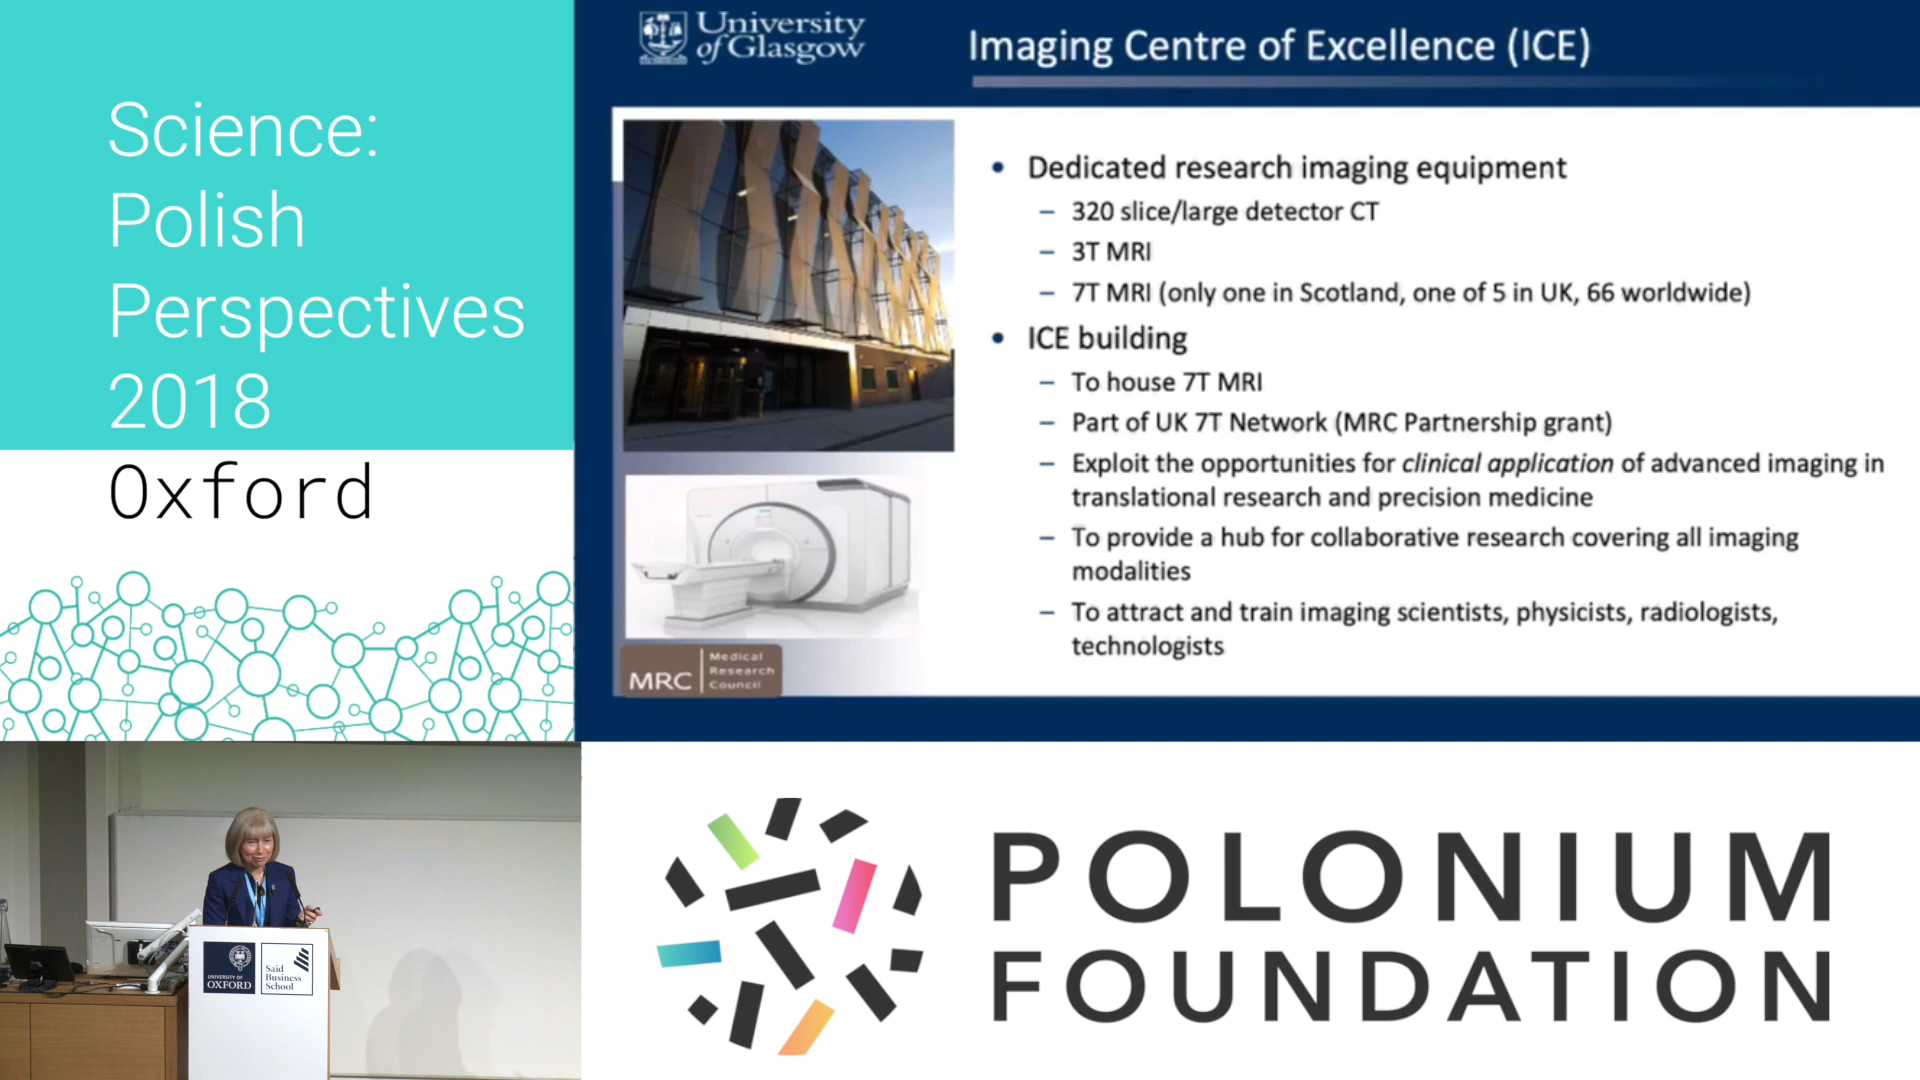 Science:
Polish
Perspectives
2018
Oxford
University
of Glasgow
Imaging Centre of Excellence (ICE)
• Dedicated research imaging equipment
– 320 slice/large detector CT
– 3T MRI
– 7T MRI (only one in Scotland, one of 5 in UK, 66 worldwide)
• ICE building
– To house 7T MRI
– Part of UK 7T Network (MRC Partnership grant)
– Exploit the opportunities for clinical application of advanced imaging in
translational research and precision medicine
– To provide a hub for collaborative research covering all imaging
modalities
– To attract and train imaging scientists, physicists, radiologists,
technologists
MRC
Medical
Research
Council
UNIVERSITY OF
OXFORD
Saïd
Business
School
POLONIUM
FOUNDATION